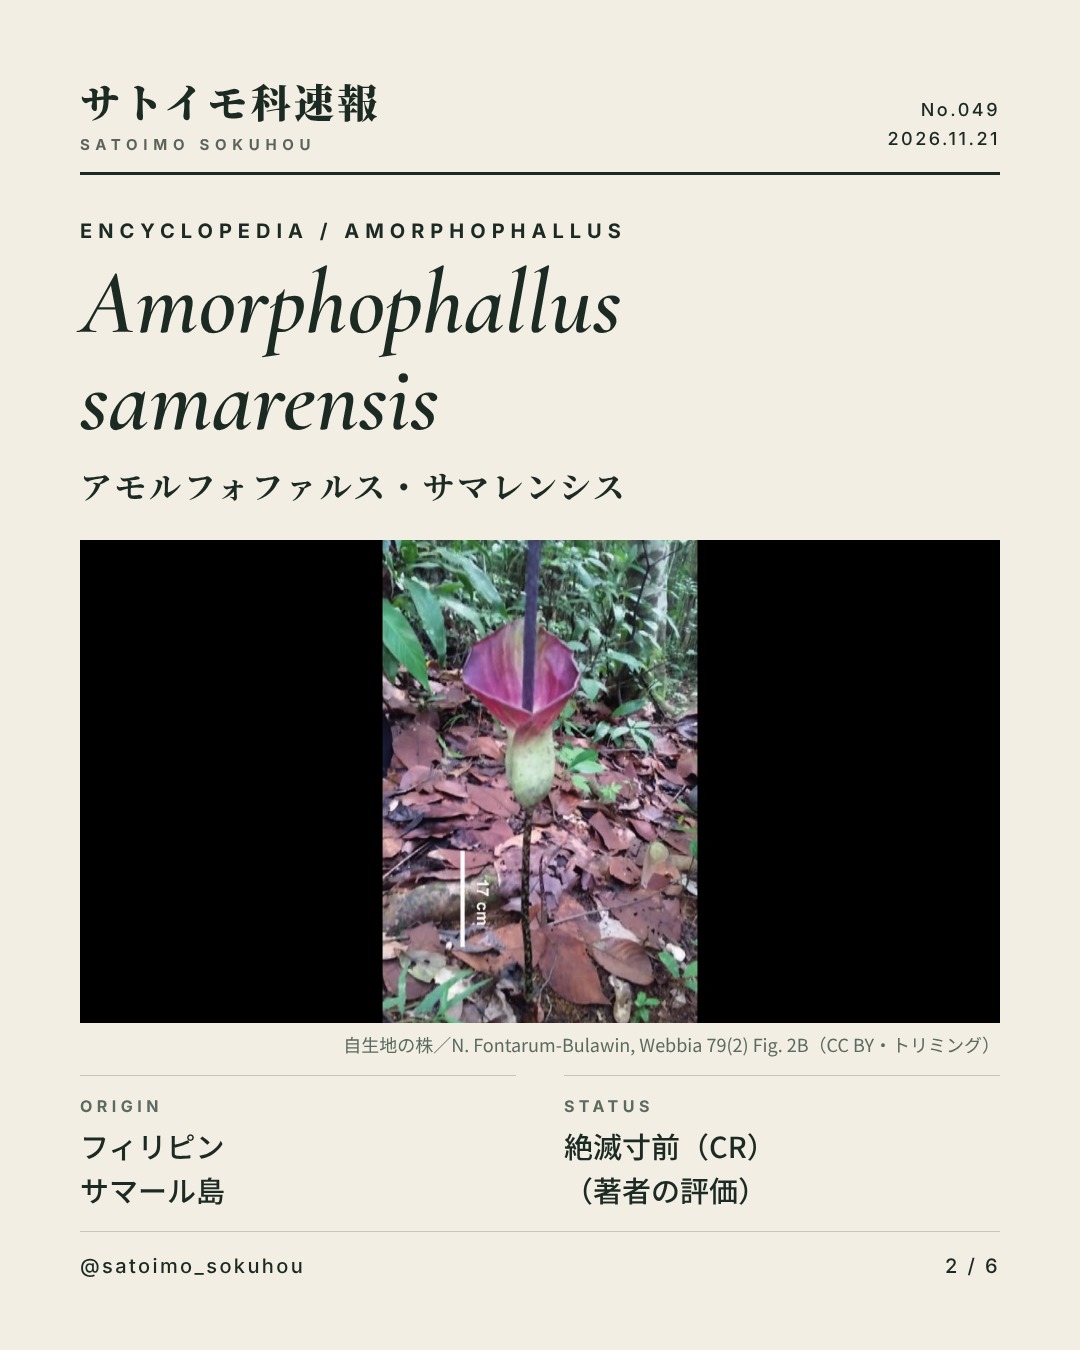 サトイモ科速報
SATOIMO SOKUHOU
No.049
2026.11.21
ENCYCLOPEDIA / AMORPHOPHALLUS
Amorphophallus
samarensis
アモルフォファルス・サマレンシス
17 cm
自生地の株／N. Fontarum-Bulawin, Webbia 79(2) Fig. 2B（CC BY・トリミング）
ORIGIN
フィリピン
サマール島
STATUS
絶滅寸前（CR）
（著者の評価）
@satoimo_sokuhou
2 / 6